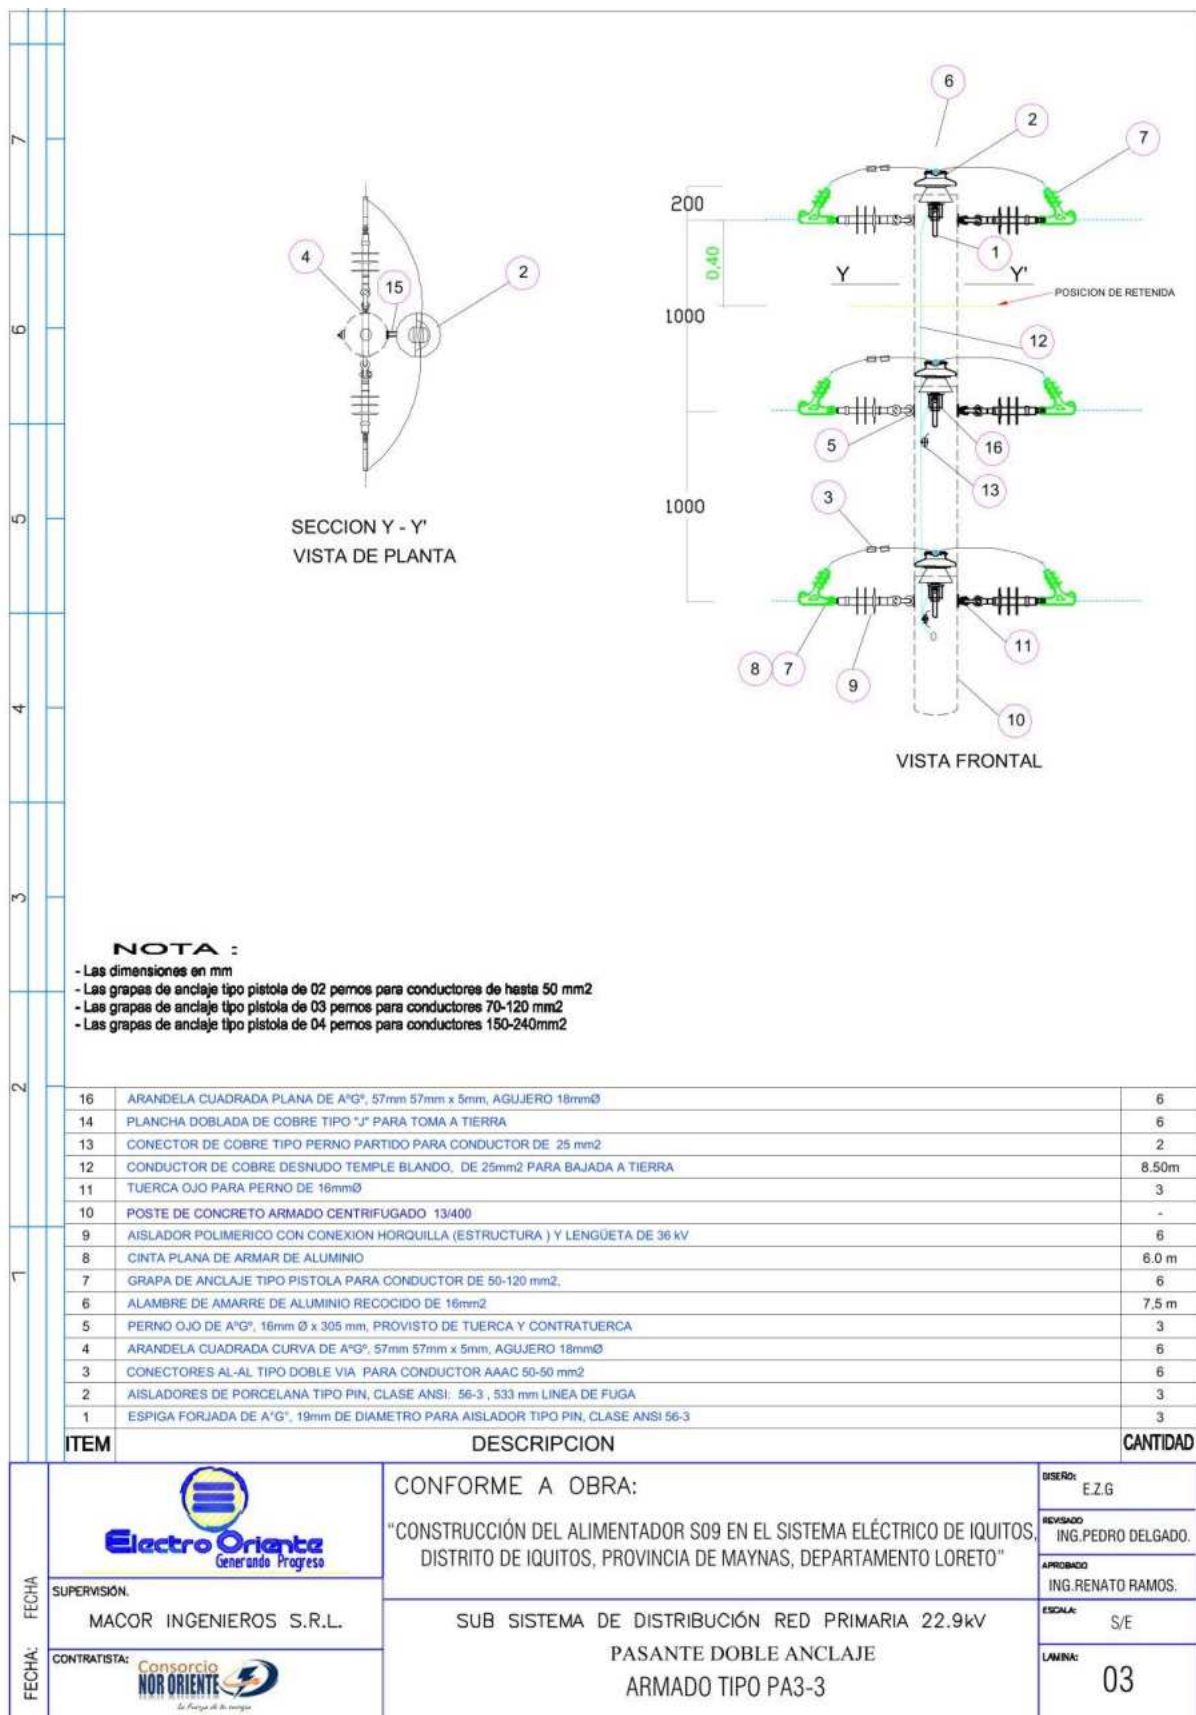 7
6
5
4
3
2
1
6
2
7
200
0,40
1
Y
Y'
POSICION DE RETENIDA
1000
12
4
15
2
5
16
13
3
1000
SECCION Y - Y'
VISTA DE PLANTA
11
8
7
9
10
VISTA FRONTAL
NOTA :
- Las dimensiones en mm
- Las grapas de anclaje tipo pistola de 02 pernos para conductores de hasta 50 mm2
- Las grapas de anclaje tipo pistola de 03 pernos para conductores 70-120 mm2
- Las grapas de anclaje tipo pistola de 04 pernos para conductores 150-240mm2
16 ARANDELA CUADRADA PLANA DE AºGº, 57mm 57mm x 5mm, AGUJERO 18mmØ 6
14 PLANCHA DOBLADA DE COBRE TIPO "J" PARA TOMA A TIERRA 6
13 CONECTOR DE COBRE TIPO PERNO PARTIDO PARA CONDUCTOR DE 25 mm2 2
12 CONDUCTOR DE COBRE DESNUDO TEMPLE BLANDO, DE 25mm2 PARA BAJADA A TIERRA 8.50m
11 TUERCA OJO PARA PERNO DE 16mmØ 3
10 POSTE DE CONCRETO ARMADO CENTRIFUGADO 13/400 -
9 AISLADOR POLIMERICO CON CONEXION HORQUILLA (ESTRUCTURA ) Y LENGÜETA DE 36 kV 6
8 CINTA PLANA DE ARMAR DE ALUMINIO 6.0 m
7 GRAPA DE ANCLAJE TIPO PISTOLA PARA CONDUCTOR DE 50-120 mm2, 6
6 ALAMBRE DE AMARRE DE ALUMINIO RECOCIDO DE 16mm2 7,5 m
5 PERNO OJO DE AºGº, 16mm Ø x 305 mm, PROVISTO DE TUERCA Y CONTRATUERCA 3
4 ARANDELA CUADRADA CURVA DE AºGº, 57mm 57mm x 5mm, AGUJERO 18mmØ 6
3 CONECTORES AL-AL TIPO DOBLE VIA PARA CONDUCTOR AAAC 50-50 mm2 6
2 AISLADORES DE PORCELANA TIPO PIN, CLASE ANSI: 56-3 , 533 mm LINEA DE FUGA 3
1 ESPIGA FORJADA DE A°G°, 19mm DE DIAMETRO PARA AISLADOR TIPO PIN, CLASE ANSI 56-3 3
ITEM DESCRIPCION CANTIDAD
Electro Oriente
Generando Progreso
CONFORME A OBRA:
"CONSTRUCCIÓN DEL ALIMENTADOR S09 EN EL SISTEMA ELÉCTRICO DE IQUITOS,
DISTRITO DE IQUITOS, PROVINCIA DE MAYNAS, DEPARTAMENTO LORETO"
DISEÑO:
E.Z.G
REVISADO
ING.PEDRO DELGADO.
APROBADO
ING.RENATO RAMOS.
FECHA
FECHA:
SUPERVISIÓN.
MACOR INGENIEROS S.R.L.
CONTRATISTA:
Consorcio
NOR ORIENTE
La Fuerza de la energía
SUB SISTEMA DE DISTRIBUCIÓN RED PRIMARIA 22.9kV
PASANTE DOBLE ANCLAJE
ARMADO TIPO PA3-3
ESCALA:
S/E
LAMINA:
03